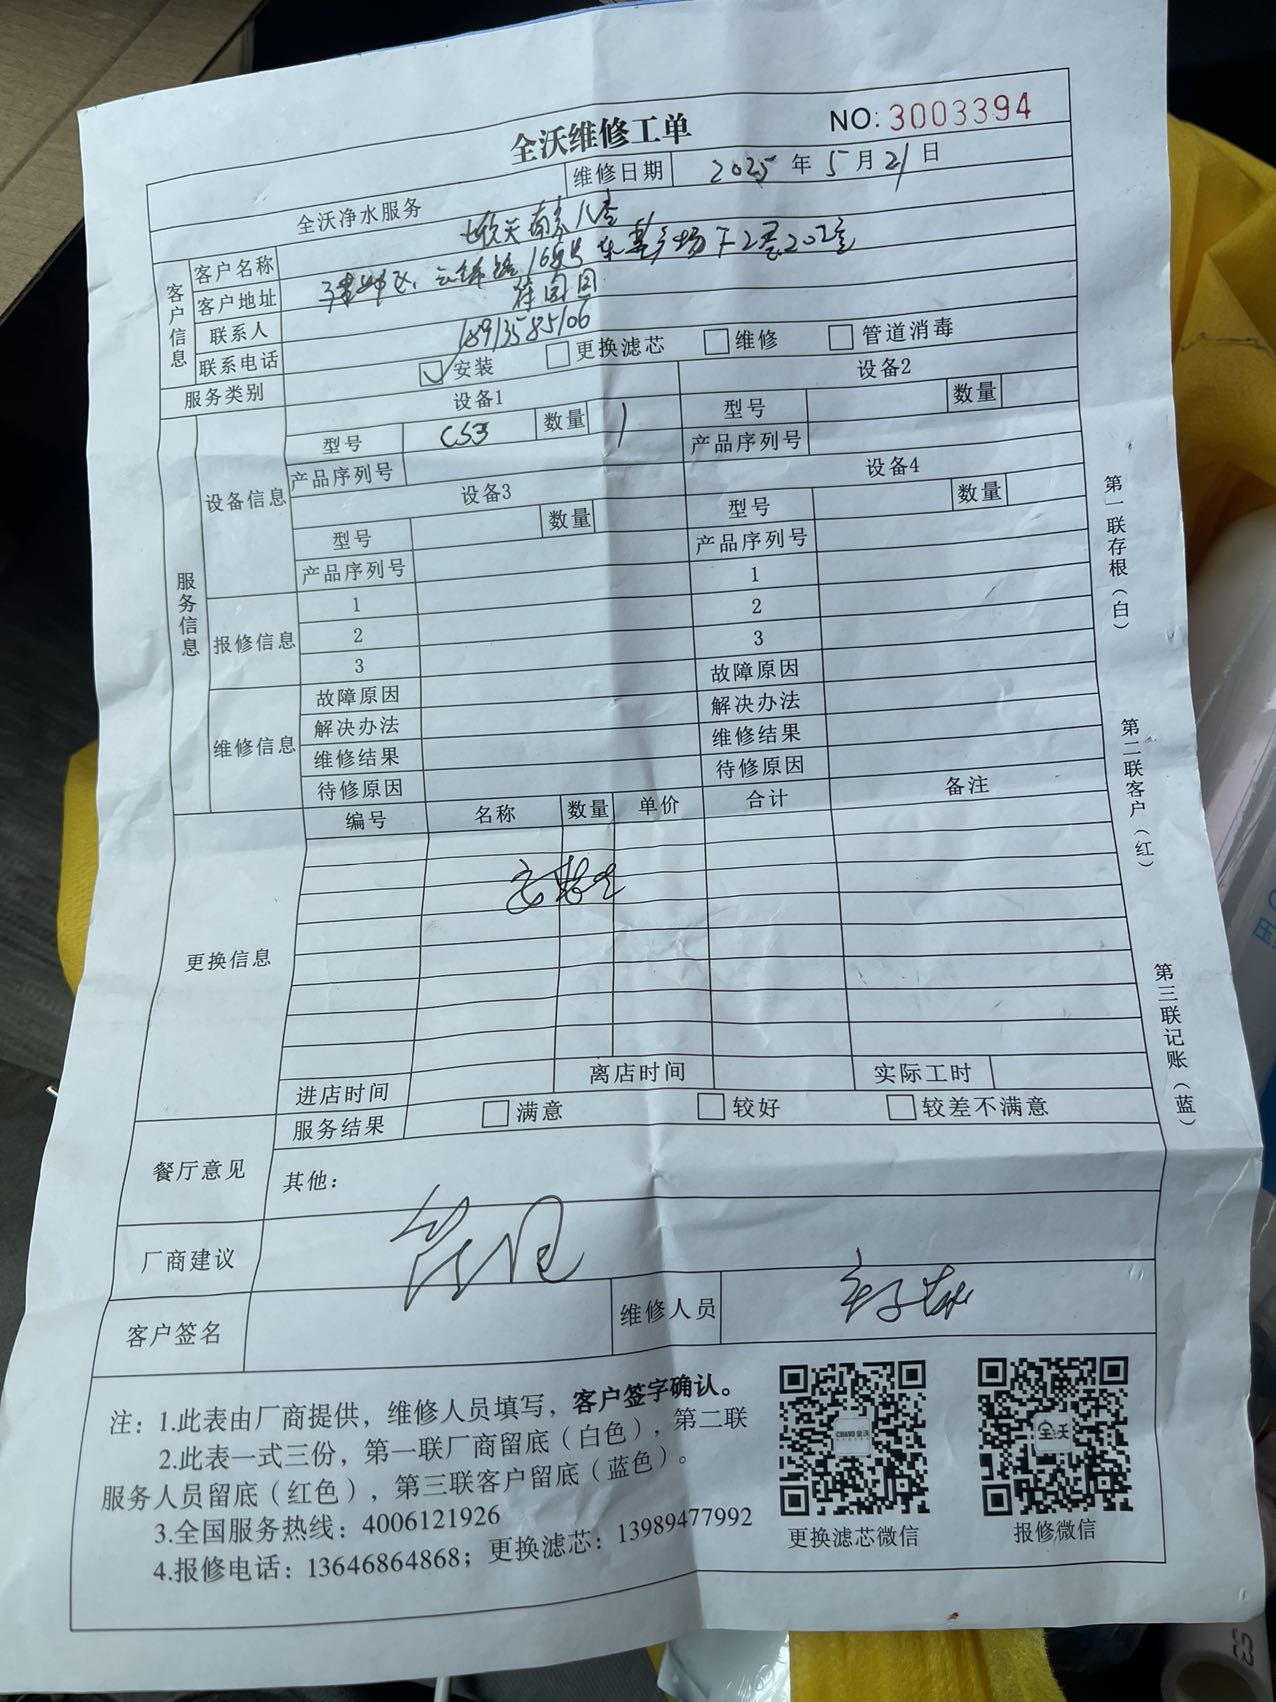 全沃维修工单
NO: 3003394
全沃净水服务 维修日期 2025 年 5 月 21 日
客户信息
客户名称
客户地址 168号 广场 F2层202室
联系人
联系电话 18913585106
服务类别 ☑ 安装 □ 更换滤芯 □ 维修 □ 管道消毒
服务信息
设备信息
设备1 设备2
型号 CS3 数量 1 型号 数量
产品序列号 产品序列号
设备3 设备4
型号 数量 型号 数量
产品序列号 产品序列号
报修信息
1 1
2 2
3 3
维修信息
故障原因 故障原因
解决办法 解决办法
维修结果 维修结果
待修原因 待修原因
更换信息
编号 名称 数量 单价 合计 备注
进店时间 离店时间 实际工时
餐厅意见
服务结果 □ 满意 □ 较好 □ 较差不满意
其他：
厂商建议
客户签名 维修人员
注：1.此表由厂商提供，维修人员填写，客户签字确认。
2.此表一式三份，第一联厂商留底（白色），第二联
服务人员留底（红色），第三联客户留底（蓝色）。
3.全国服务热线：4006121926
4.报修电话：13646864868；更换滤芯：13989477992
全沃
更换滤芯微信 报修微信
第一联存根（白）
第二联客户（红）
第三联记账（蓝）